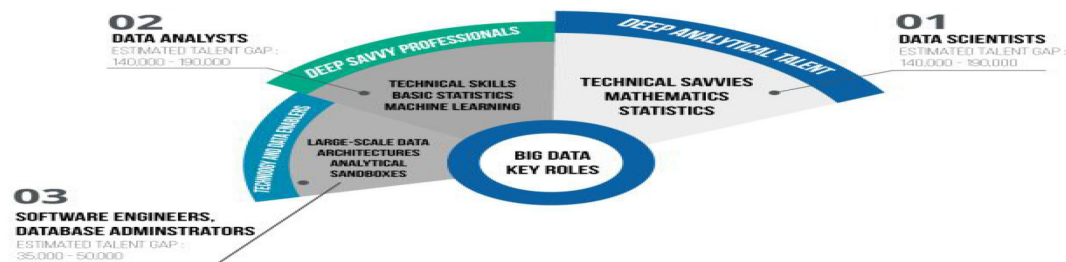 02
DATA ANALYSTS
ESTIMATED TALENT GAP :
140,000 - 190,000
DEEP SAVVY PROFESSIONALS
TECHNICAL SKILLS
BASIC STATISTICS
MACHINE LEARNING
DEEP ANALYTICAL TALENT
TECHNICAL SAVVIES
MATHEMATICS
STATISTICS
01
DATA SCIENTISTS
ESTIMATED TALENT GAP :
140,000 - 190,000
TECHNOLOGY AND DATA ENABLERS
LARGE-SCALE DATA
ARCHITECTURES
ANALYTICAL
SANDBOXES
BIG DATA
KEY ROLES
03
SOFTWARE ENGINEERS,
DATABASE ADMINSTRATORS
ESTIMATED TALENT GAP :
35,000 - 50,000